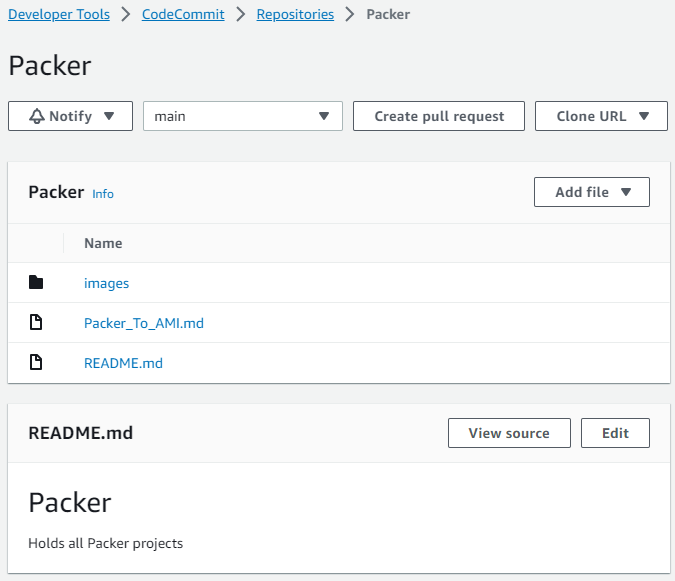 Developer Tools > CodeCommit > Repositories > Packer
Packer
Notify main Create pull request Clone URL
Packer Info Add file
Name
images
Packer_To_AMI.md
README.md
README.md View source Edit
Packer
Holds all Packer projects